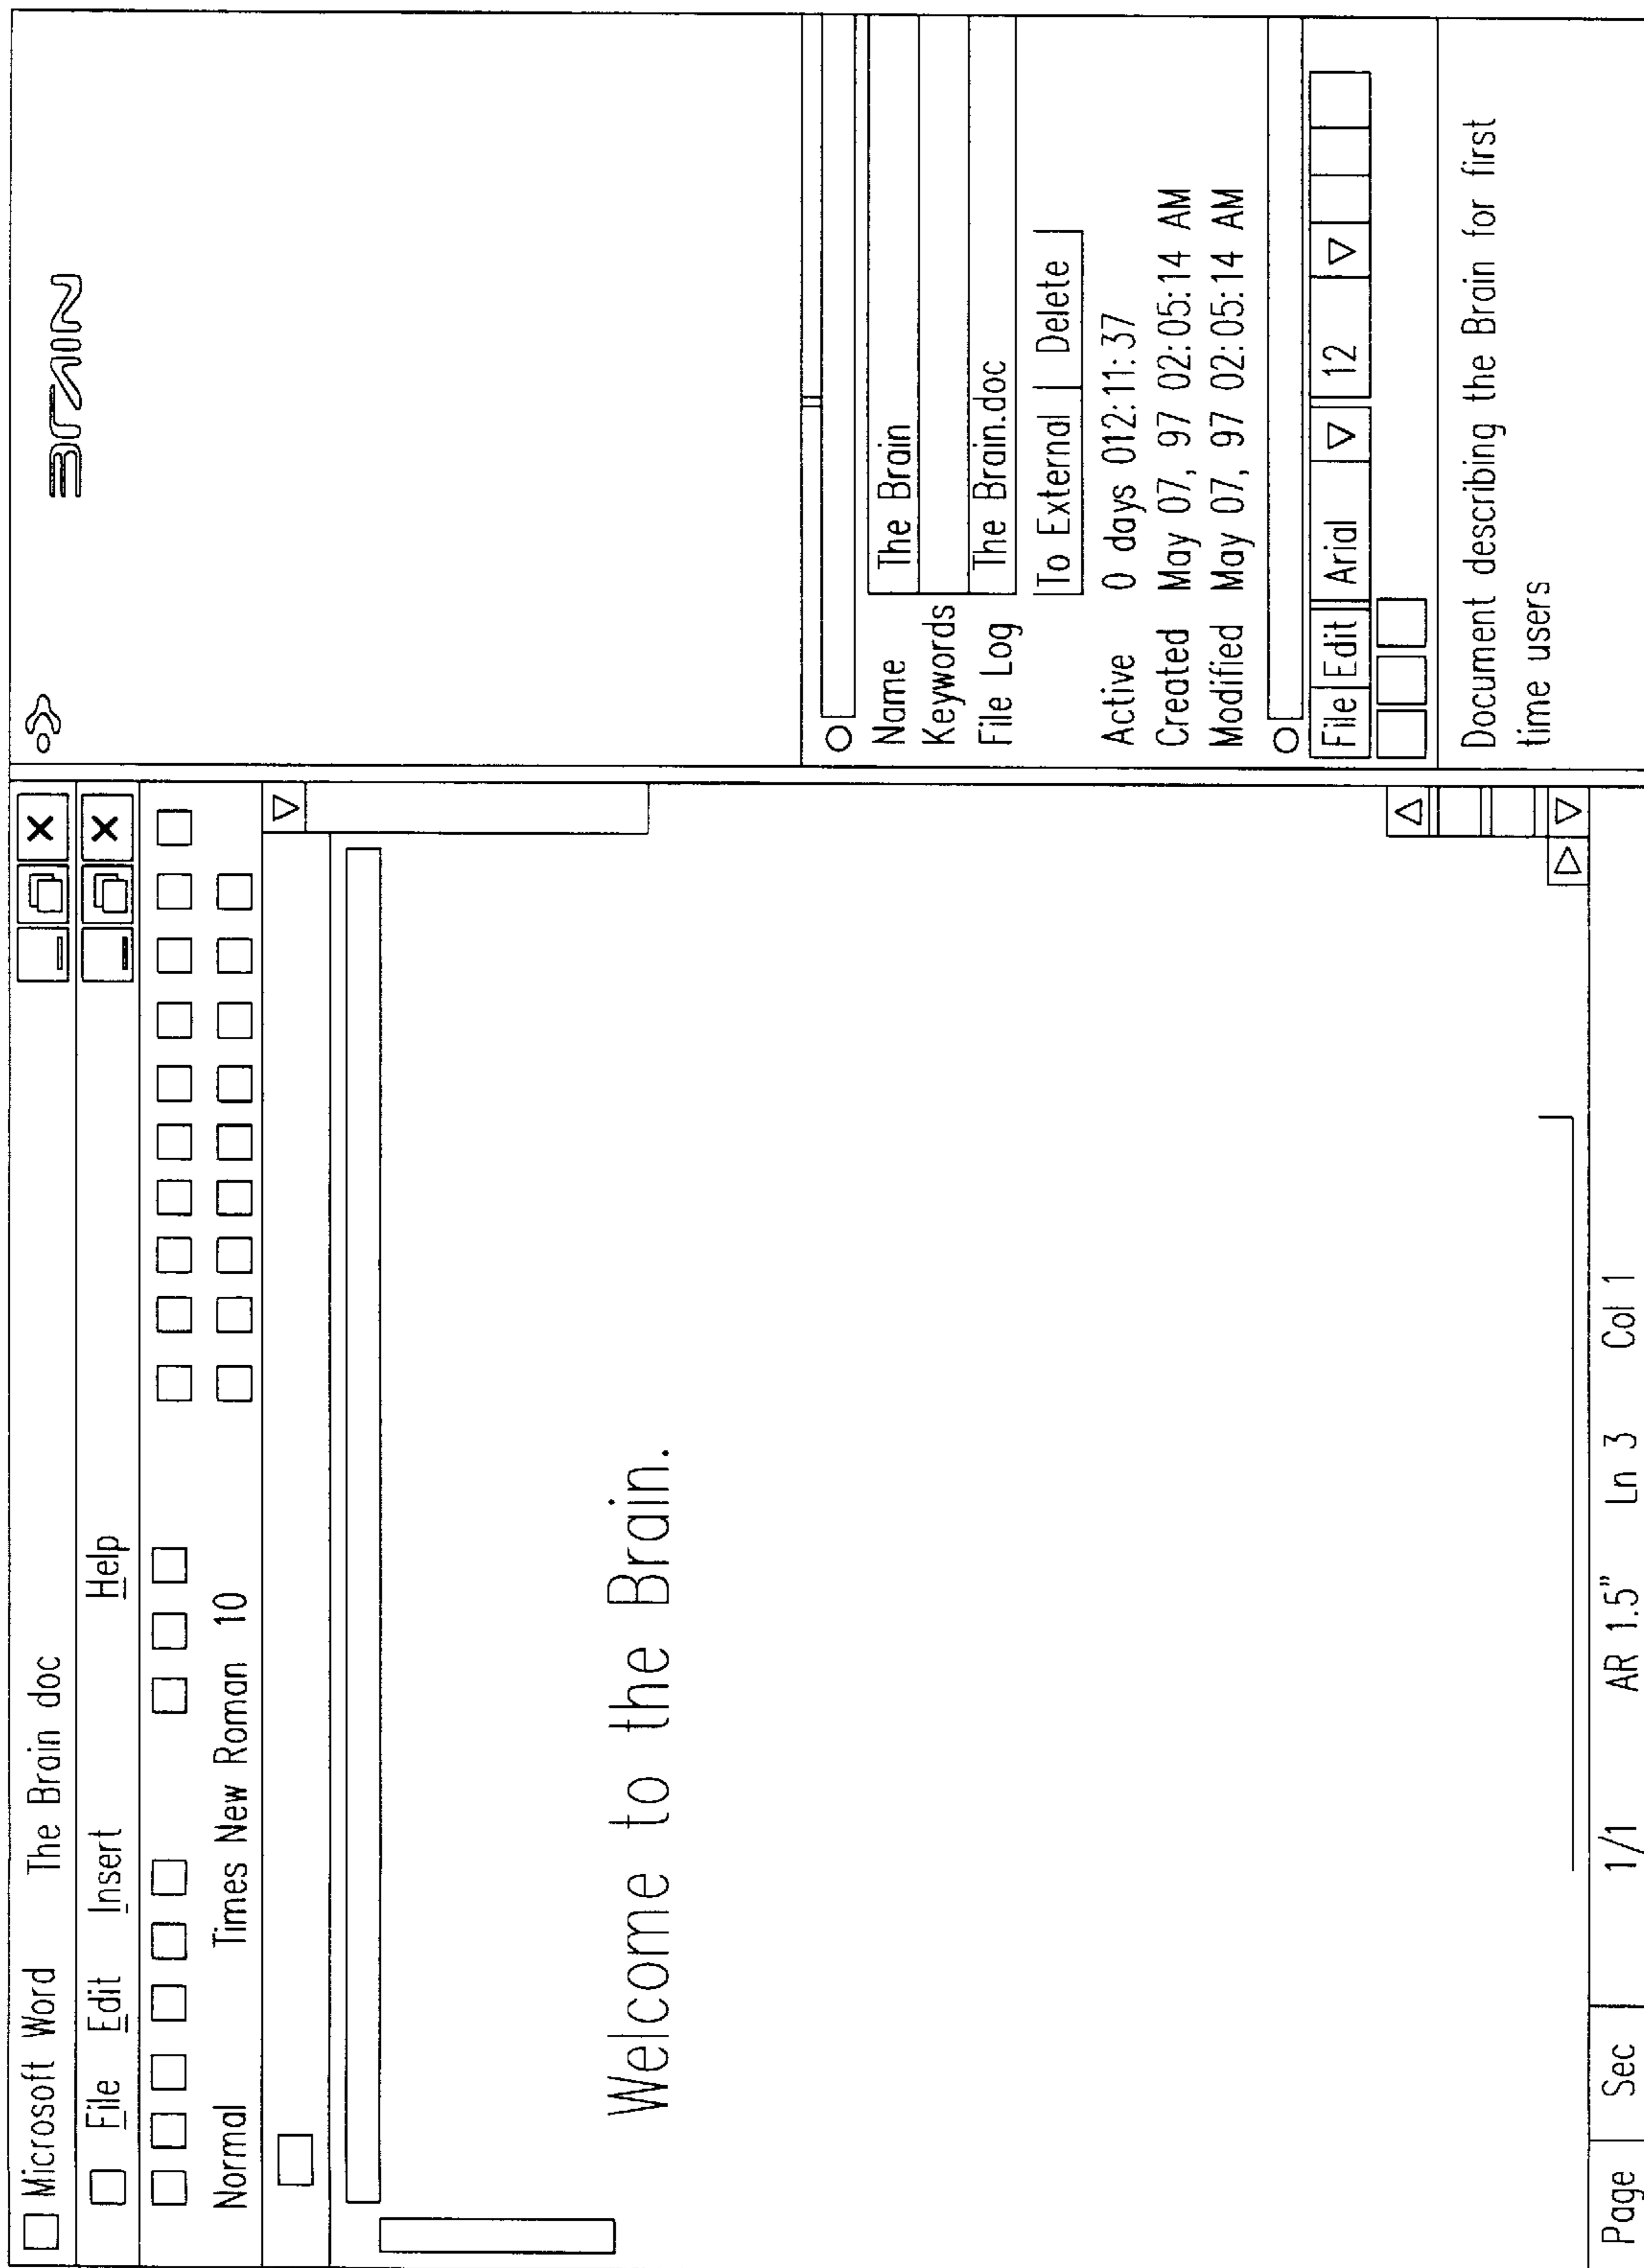 Microsoft Word The Brain doc
File Edit Insert Help
Normal Times New Roman 10
Welcome to the Brain.
Page Sec 1/1 AR 1.5" Ln 3 Col 1
BRAIN
Name The Brain
Keywords
File Log The Brain.doc
To External Delete
Active 0 days 012:11:37
Created May 07, 97 02:05:14 AM
Modified May 07, 97 02:05:14 AM
File Edit Arial 12
Document describing the Brain for first
time users